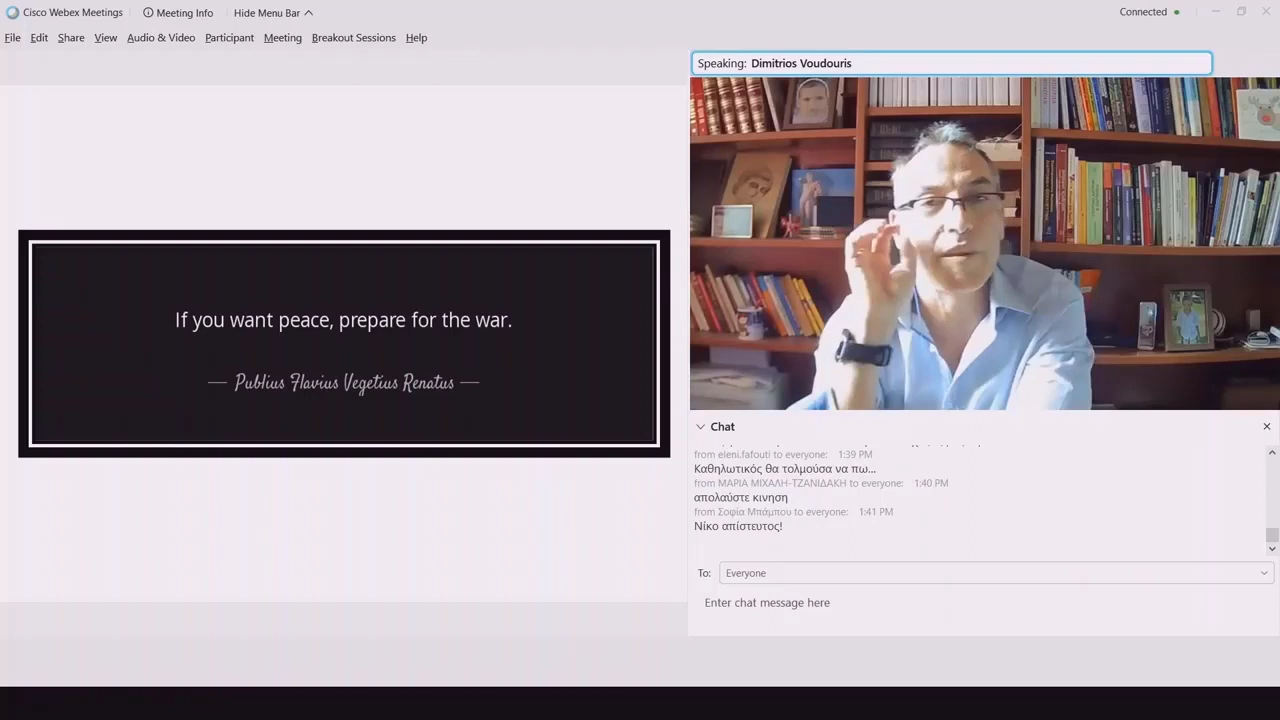 Cisco Webex Meetings
Meeting Info
Hide Menu Bar
Connected
File Edit Share View Audio & Video Participant Meeting Breakout Sessions Help
Speaking: Dimitrios Voudouris
If you want peace, prepare for the war.
— Publius Flavius Vegetius Renatus —
Chat
from eleni.fafouti to everyone: 1:39 PM
Καθηλωτικός θα τολμούσα να πω...
from ΜΑΡΙΑ ΜΙΧΑΛΗ-ΤΖΑΝΙΔΑΚΗ to everyone: 1:40 PM
απολαύστε κινηση
from Σοφία Μπάμπου to everyone: 1:41 PM
Νίκο απίστευτος!
To: Everyone
Enter chat message here